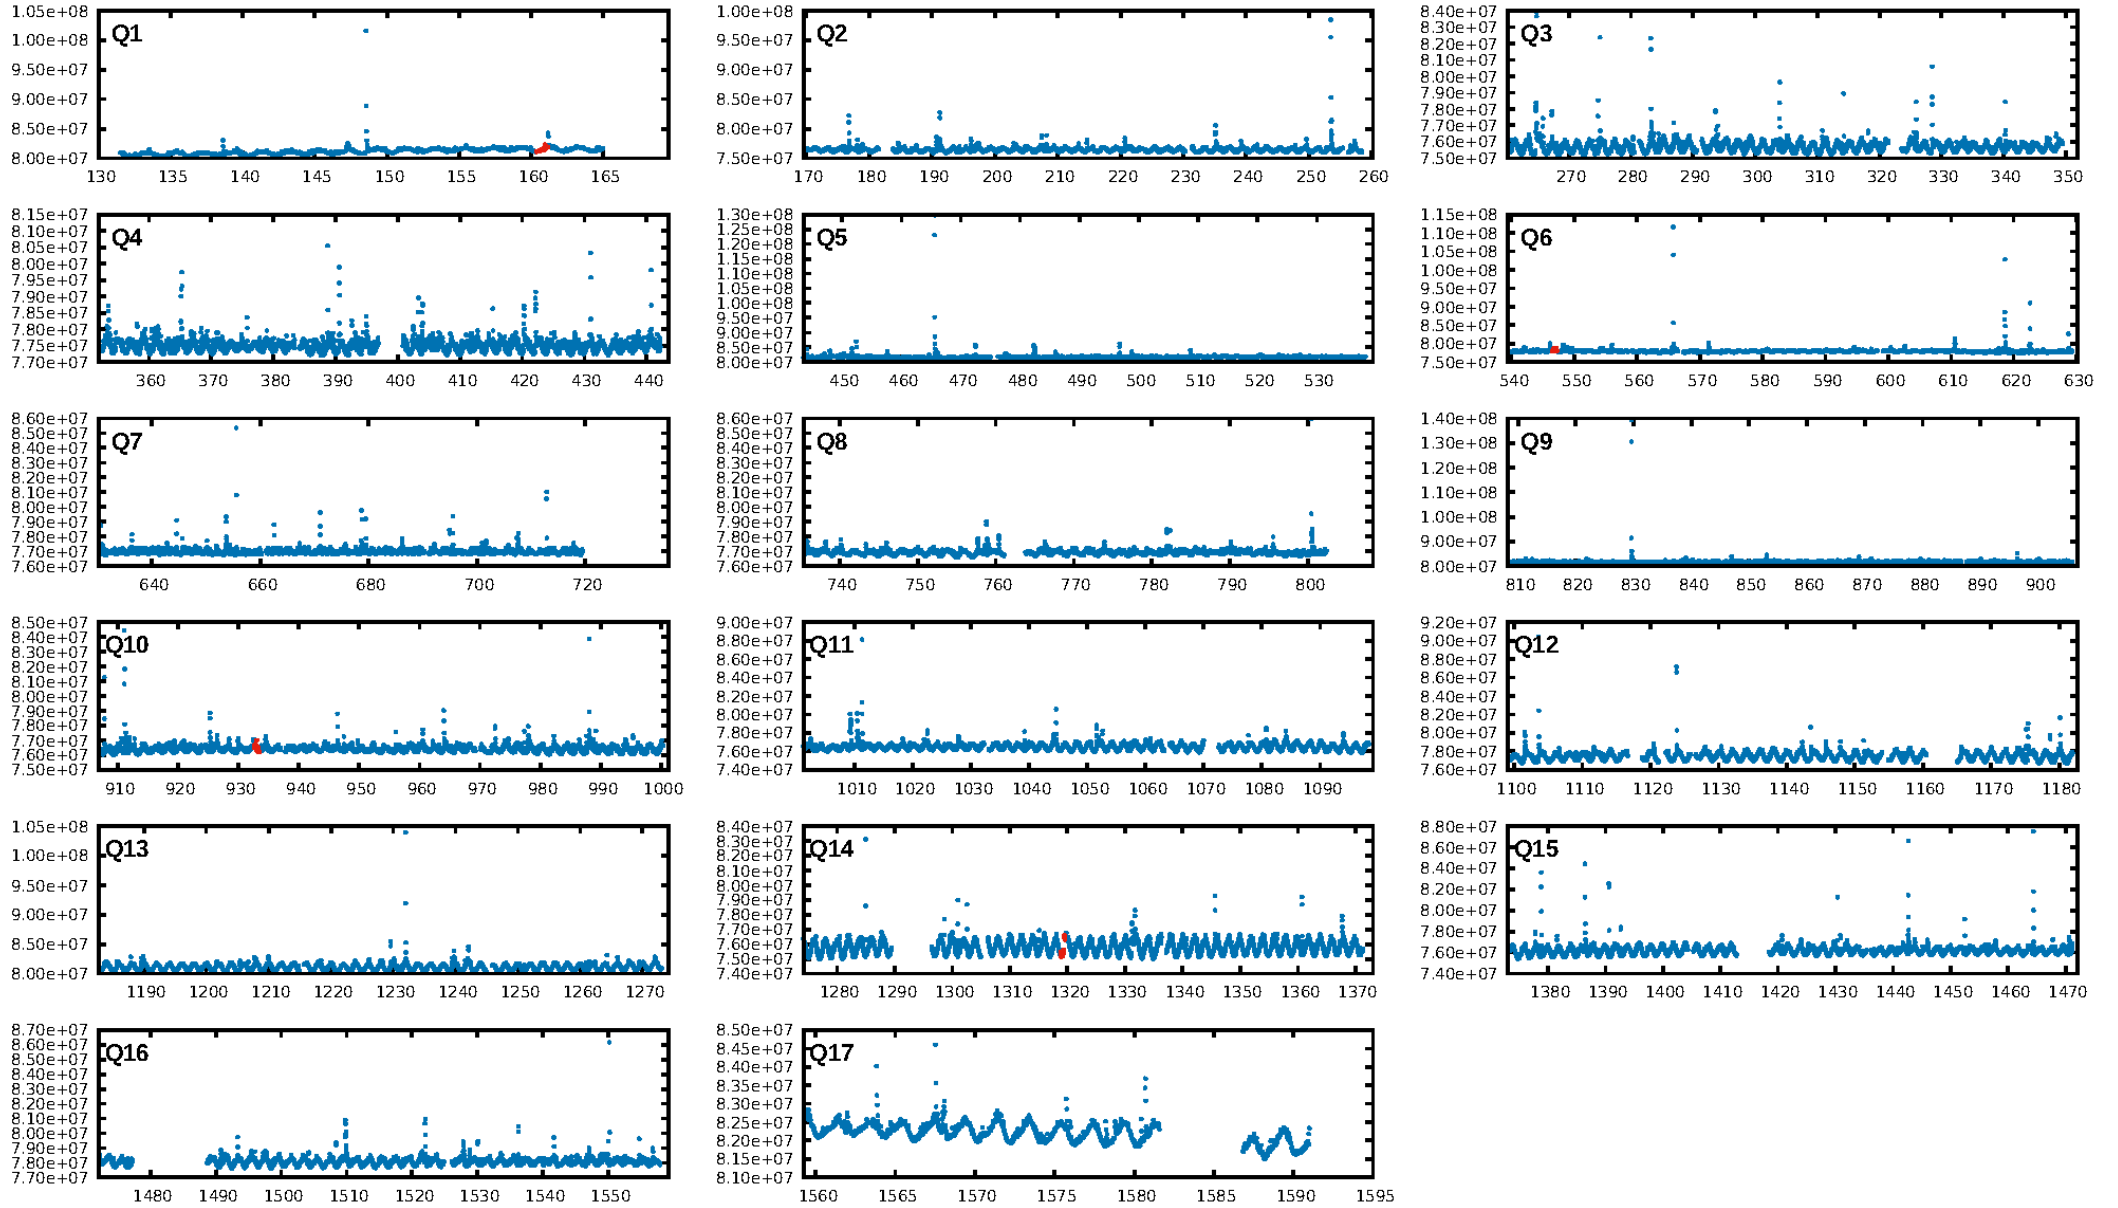 Q1
1.05e+08
1.00e+08
9.50e+07
9.00e+07
8.50e+07
8.00e+07
130 135 140 145 150 155 160 165
Q2
1.00e+08
9.50e+07
9.00e+07
8.50e+07
8.00e+07
7.50e+07
170 180 190 200 210 220 230 240 250 260
Q3
8.40e+07
8.30e+07
8.20e+07
8.10e+07
8.00e+07
7.90e+07
7.80e+07
7.70e+07
7.60e+07
7.50e+07
270 280 290 300 310 320 330 340 350
Q4
8.15e+07
8.10e+07
8.05e+07
8.00e+07
7.95e+07
7.90e+07
7.85e+07
7.80e+07
7.75e+07
7.70e+07
360 370 380 390 400 410 420 430 440
Q5
1.30e+08
1.25e+08
1.20e+08
1.15e+08
1.10e+08
1.05e+08
1.00e+08
9.50e+07
9.00e+07
8.50e+07
8.00e+07
450 460 470 480 490 500 510 520 530
Q6
1.15e+08
1.10e+08
1.05e+08
1.00e+08
9.50e+07
9.00e+07
8.50e+07
8.00e+07
7.50e+07
540 550 560 570 580 590 600 610 620 630
Q7
8.60e+07
8.50e+07
8.40e+07
8.30e+07
8.20e+07
8.10e+07
8.00e+07
7.90e+07
7.80e+07
7.70e+07
7.60e+07
640 660 680 700 720
Q8
8.60e+07
8.50e+07
8.40e+07
8.30e+07
8.20e+07
8.10e+07
8.00e+07
7.90e+07
7.80e+07
7.70e+07
7.60e+07
740 750 760 770 780 790 800
Q9
1.40e+08
1.30e+08
1.20e+08
1.10e+08
1.00e+08
9.00e+07
8.00e+07
810 820 830 840 850 860 870 880 890 900
Q10
8.50e+07
8.40e+07
8.30e+07
8.20e+07
8.10e+07
8.00e+07
7.90e+07
7.80e+07
7.70e+07
7.60e+07
7.50e+07
910 920 930 940 950 960 970 980 990 1000
Q11
9.00e+07
8.80e+07
8.60e+07
8.40e+07
8.20e+07
8.00e+07
7.80e+07
7.60e+07
7.40e+07
1010 1020 1030 1040 1050 1060 1070 1080 1090
Q12
9.20e+07
9.00e+07
8.80e+07
8.60e+07
8.40e+07
8.20e+07
8.00e+07
7.80e+07
7.60e+07
1100 1110 1120 1130 1140 1150 1160 1170 1180
Q13
1.05e+08
1.00e+08
9.50e+07
9.00e+07
8.50e+07
8.00e+07
1190 1200 1210 1220 1230 1240 1250 1260 1270
Q14
8.40e+07
8.30e+07
8.20e+07
8.10e+07
8.00e+07
7.90e+07
7.80e+07
7.70e+07
7.60e+07
7.50e+07
7.40e+07
1280 1290 1300 1310 1320 1330 1340 1350 1360 1370
Q15
8.80e+07
8.60e+07
8.40e+07
8.20e+07
8.00e+07
7.80e+07
7.60e+07
7.40e+07
1380 1390 1400 1410 1420 1430 1440 1450 1460 1470
Q16
8.70e+07
8.60e+07
8.50e+07
8.40e+07
8.30e+07
8.20e+07
8.10e+07
8.00e+07
7.90e+07
7.80e+07
7.70e+07
1480 1490 1500 1510 1520 1530 1540 1550
Q17
8.50e+07
8.45e+07
8.40e+07
8.35e+07
8.30e+07
8.25e+07
8.20e+07
8.15e+07
8.10e+07
1560 1565 1570 1575 1580 1585 1590 1595